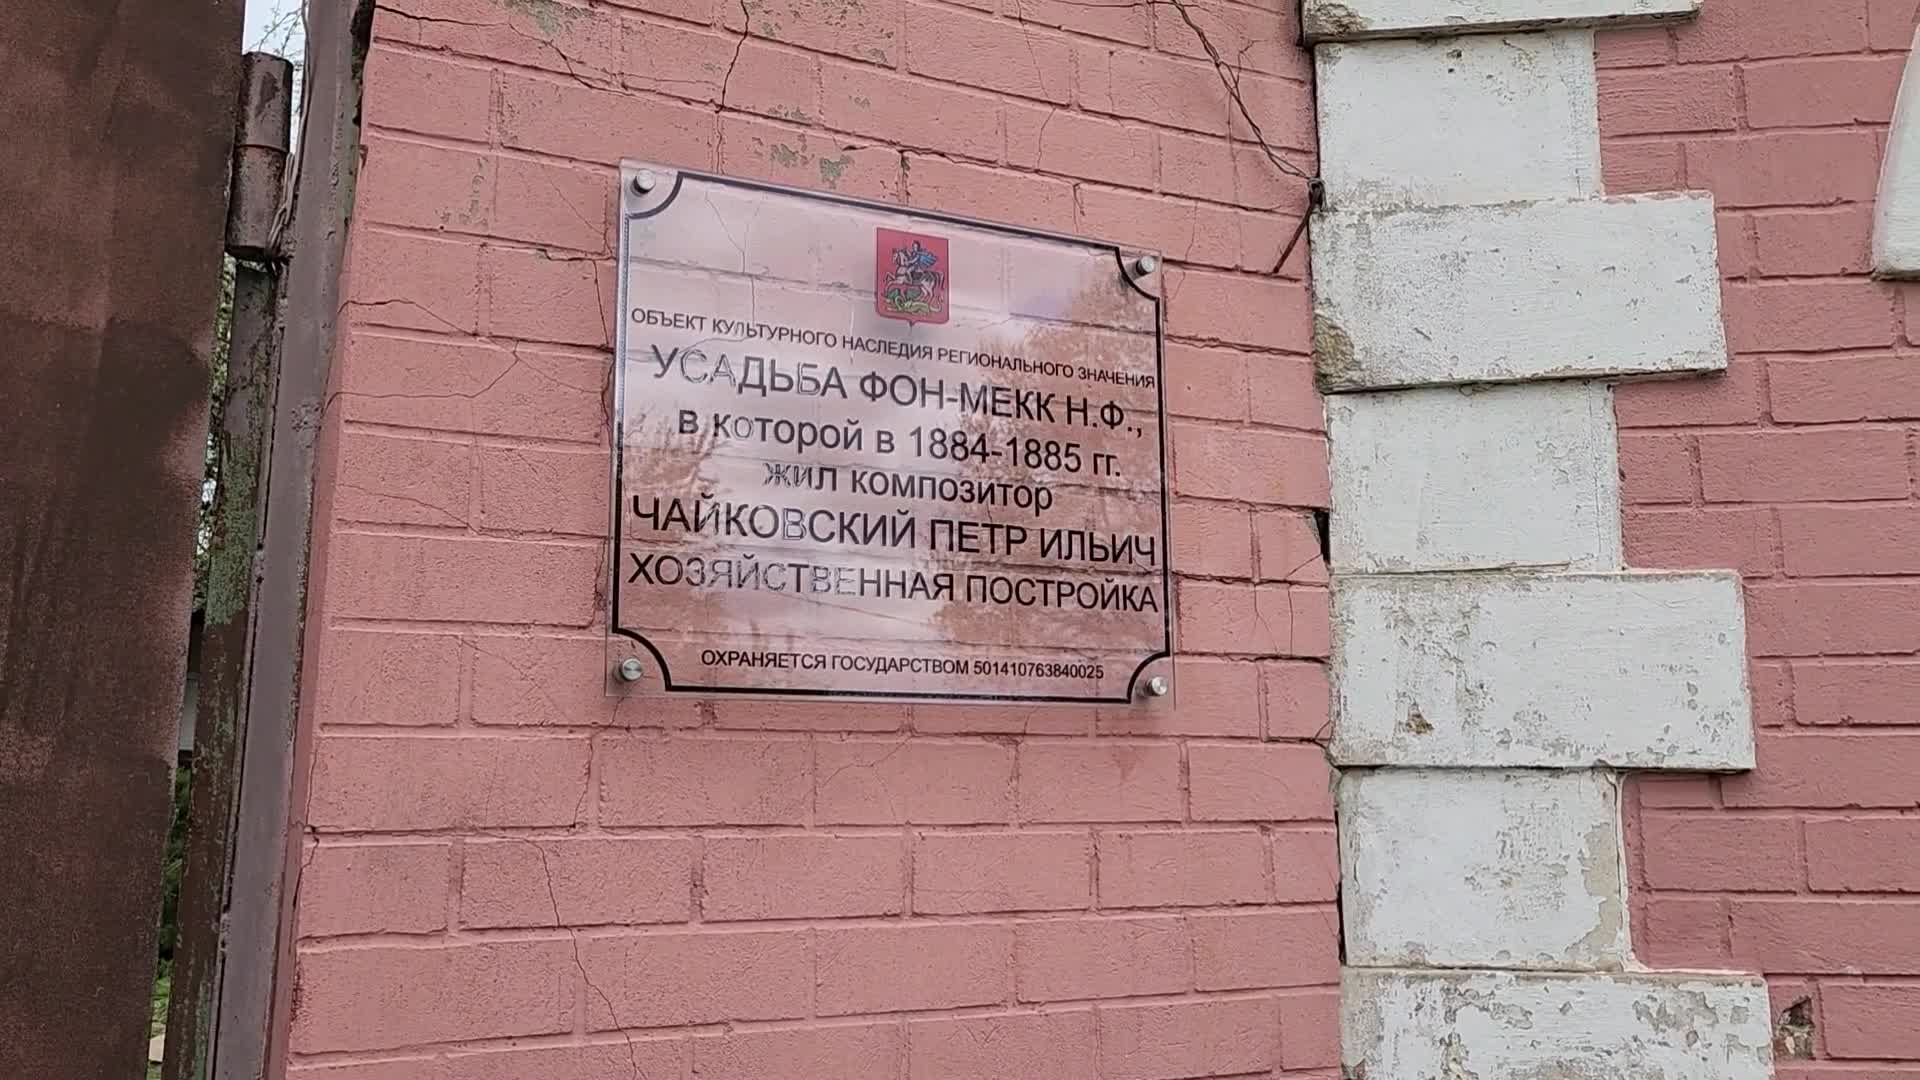 ОБЪЕКТ КУЛЬТУРНОГО НАСЛЕДИЯ РЕГИОНАЛЬНОГО ЗНАЧЕНИЯ
УСАДЬБА ФОН-МЕКК Н.Ф.,
в которой в 1884-1885 гг.
жил композитор
ЧАЙКОВСКИЙ ПЕТР ИЛЬИЧ
ХОЗЯЙСТВЕННАЯ ПОСТРОЙКА
ОХРАНЯЕТСЯ ГОСУДАРСТВОМ 501410763840025